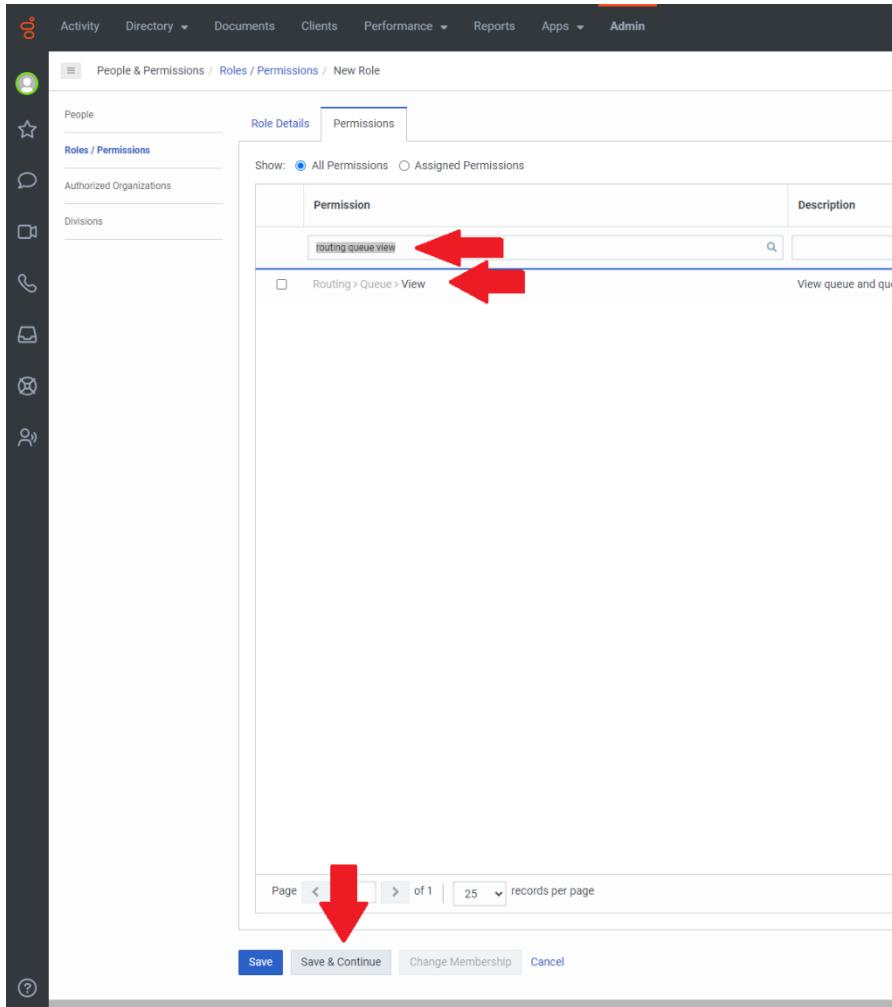 Activity Directory Documents Clients Performance Reports Apps Admin
People & Permissions / Roles / Permissions / New Role
People
Roles / Permissions
Authorized Organizations
Divisions
Role Details Permissions
Show: All Permissions Assigned Permissions
Permission Description
routing queue view
Routing > Queue > View View queue and que
Page of 1 25 records per page
Save Save & Continue Change Membership Cancel